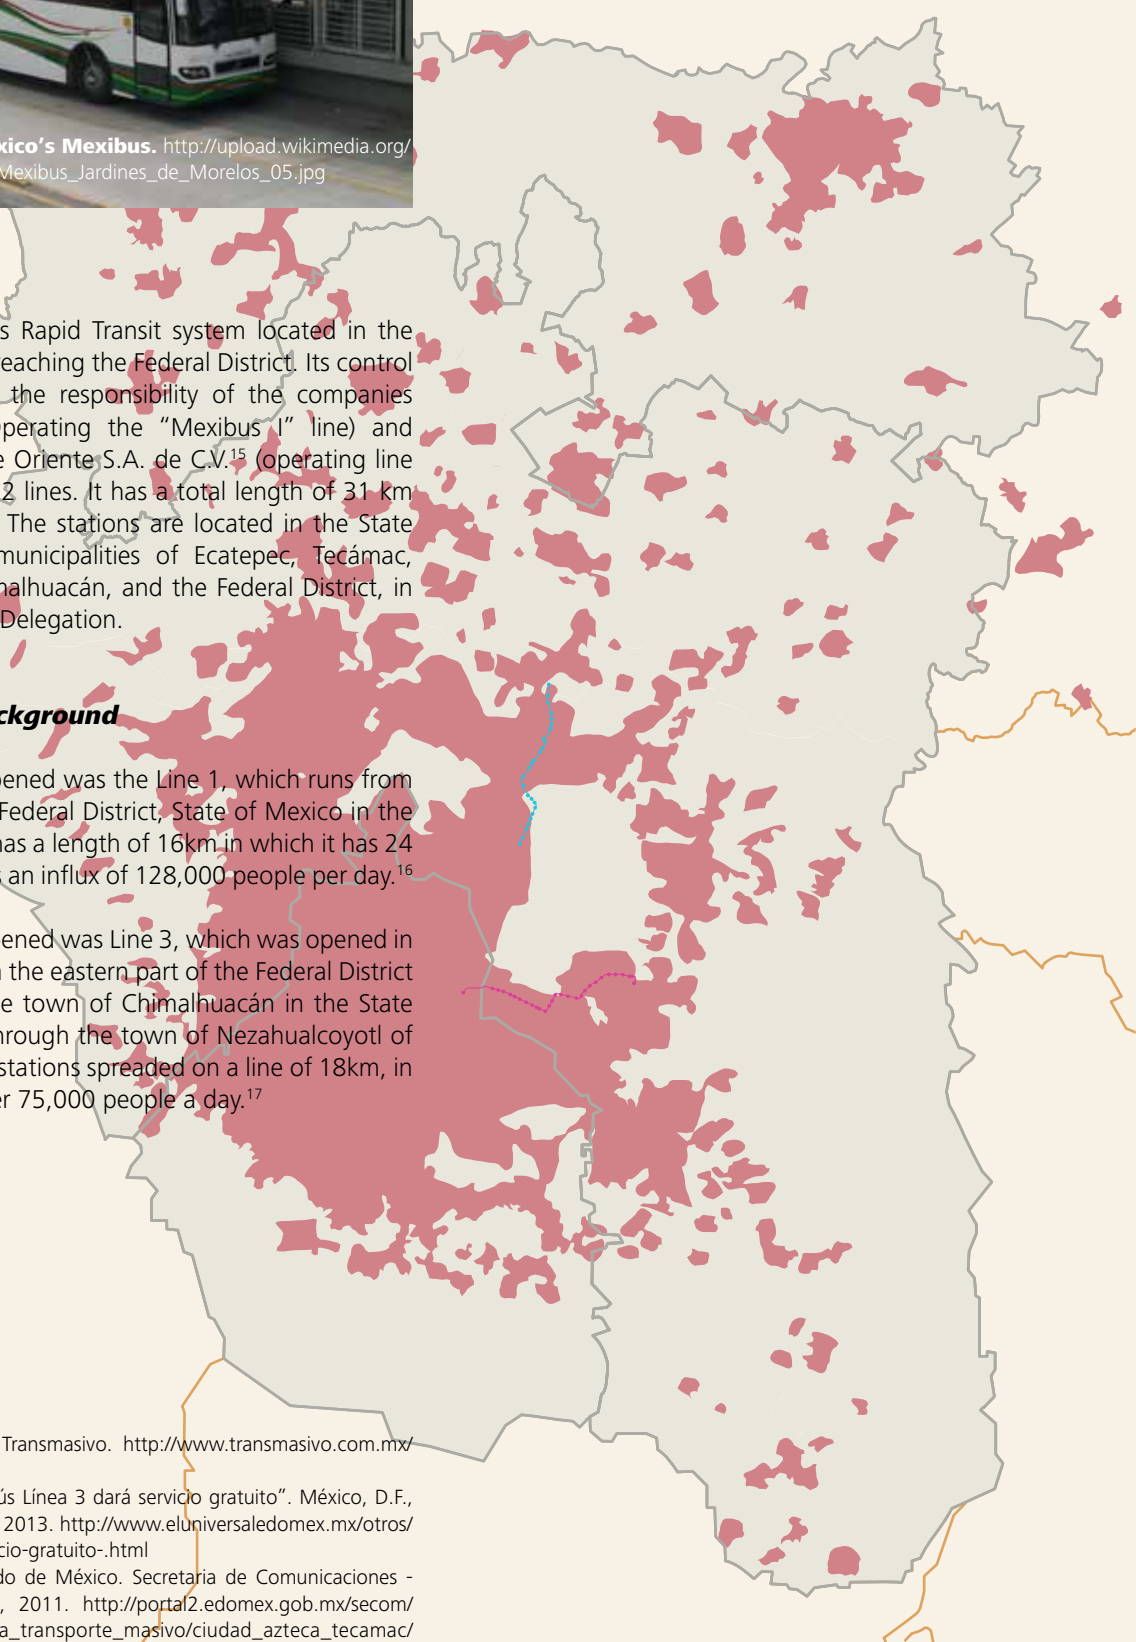 xico's Mexibus. http://upload.wikimedia.org/
Mexibus_Jardines_de_Morelos_05.jpg
s Rapid Transit system located in the
reaching the Federal District. Its control
the responsibility of the companies
perating the “Mexibus I” line) and
e Oriente S.A. de C.V.15 (operating line
2 lines. It has a total length of 31 km
The stations are located in the State
municipalities of Ecatepec, Tecámac,
malhuacán, and the Federal District, in
Delegation.
ckground
pened was the Line 1, which runs from
Federal District, State of Mexico in the
has a length of 16km in which it has 24
s an influx of 128,000 people per day.16
pened was Line 3, which was opened in
n the eastern part of the Federal District
e town of Chimalhuacán in the State
hrough the town of Nezahualcoyotl of
stations spreaded on a line of 18km, in
er 75,000 people a day.17
Transmasivo. http://www.transmasivo.com.mx/
ús Línea 3 dará servicio gratuito”. México, D.F.,
2013. http://www.eluniversaledomex.mx/otros/
cio-gratuito-.html
do de México. Secretaria de Comunicaciones -
, 2011. http://portal2.edomex.gob.mx/secom/
a_transporte_masivo/ciudad_azteca_tecamac/